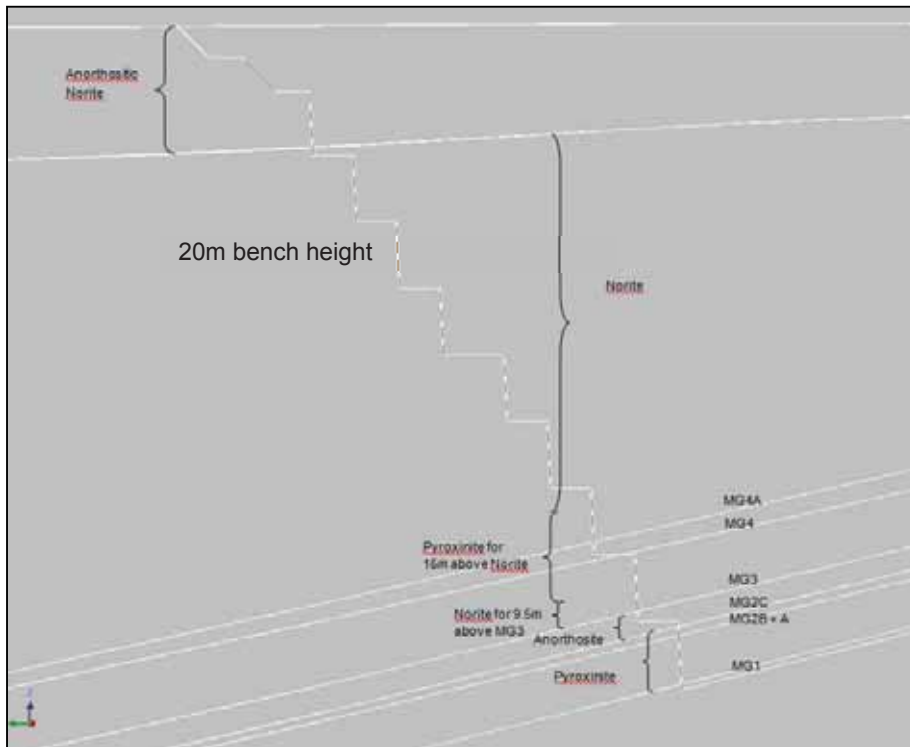 Anorthositic
Norite
20m bench height
Norite
MG4A
MG4
Pyroxinite for
16m above Norite
MG3
Norite for 9.5m
above MG3
MG2C
MG2B + A
Anorthosite
MG1
Pyroxinite